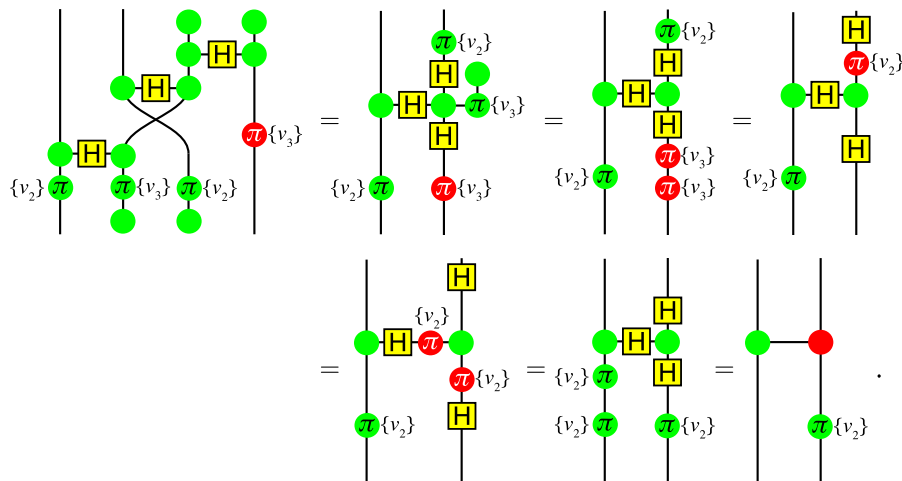 H
H π {v₃}
H {v₂} π π {v₃} π {v₂}
= π {v₂} H H π {v₃} H {v₂} π π {v₃}
= π {v₂} H H H π {v₃} {v₂} π π {v₃}
= H π {v₂} H H {v₂} π
= H {v₂} H π π {v₂} H {v₂} π
= H H H {v₂} π {v₂} π π {v₂}
= π {v₂} .